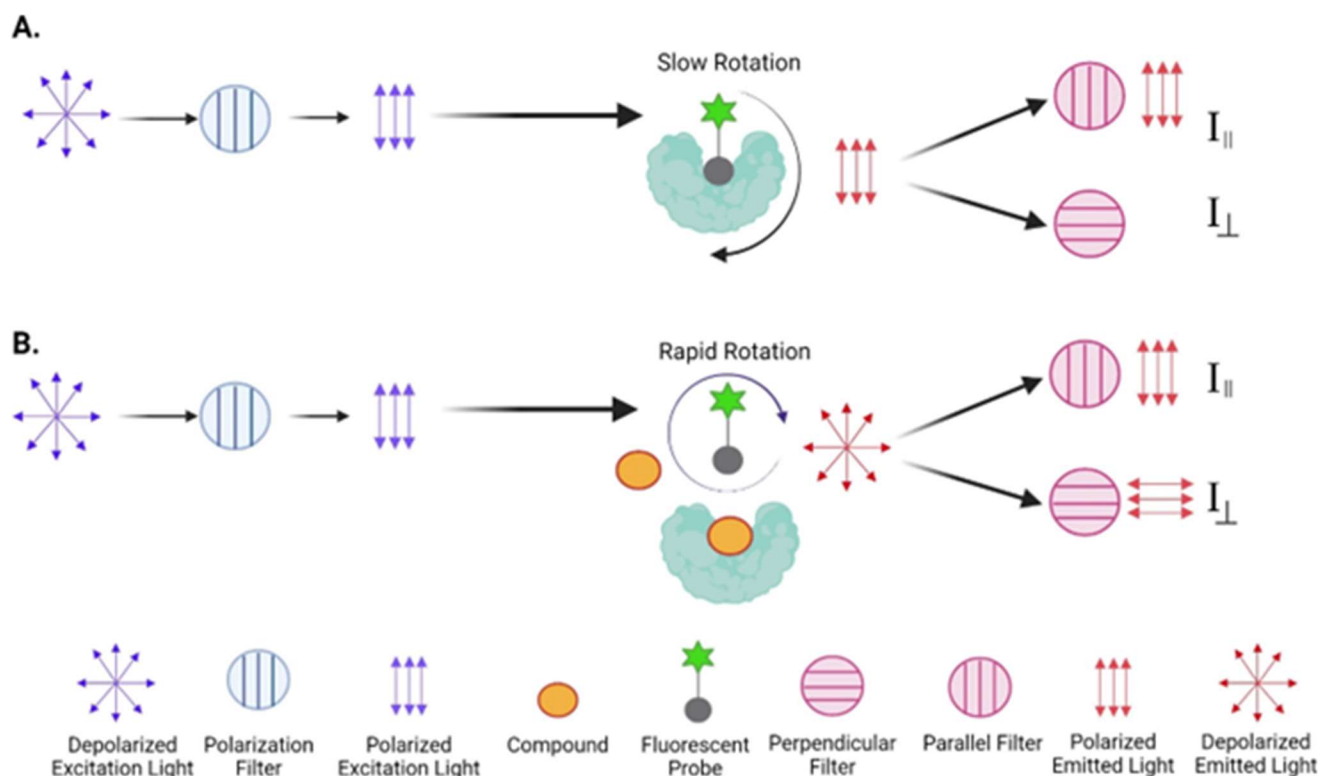 A.
Slow Rotation
I||
I⊥
B.
Rapid Rotation
I||
I⊥
Depolarized
Excitation Light
Polarization
Filter
Polarized
Excitation Light
Compound
Fluorescent
Probe
Perpendicular
Filter
Parallel Filter
Polarized
Emitted Light
Depolarized
Emitted Light